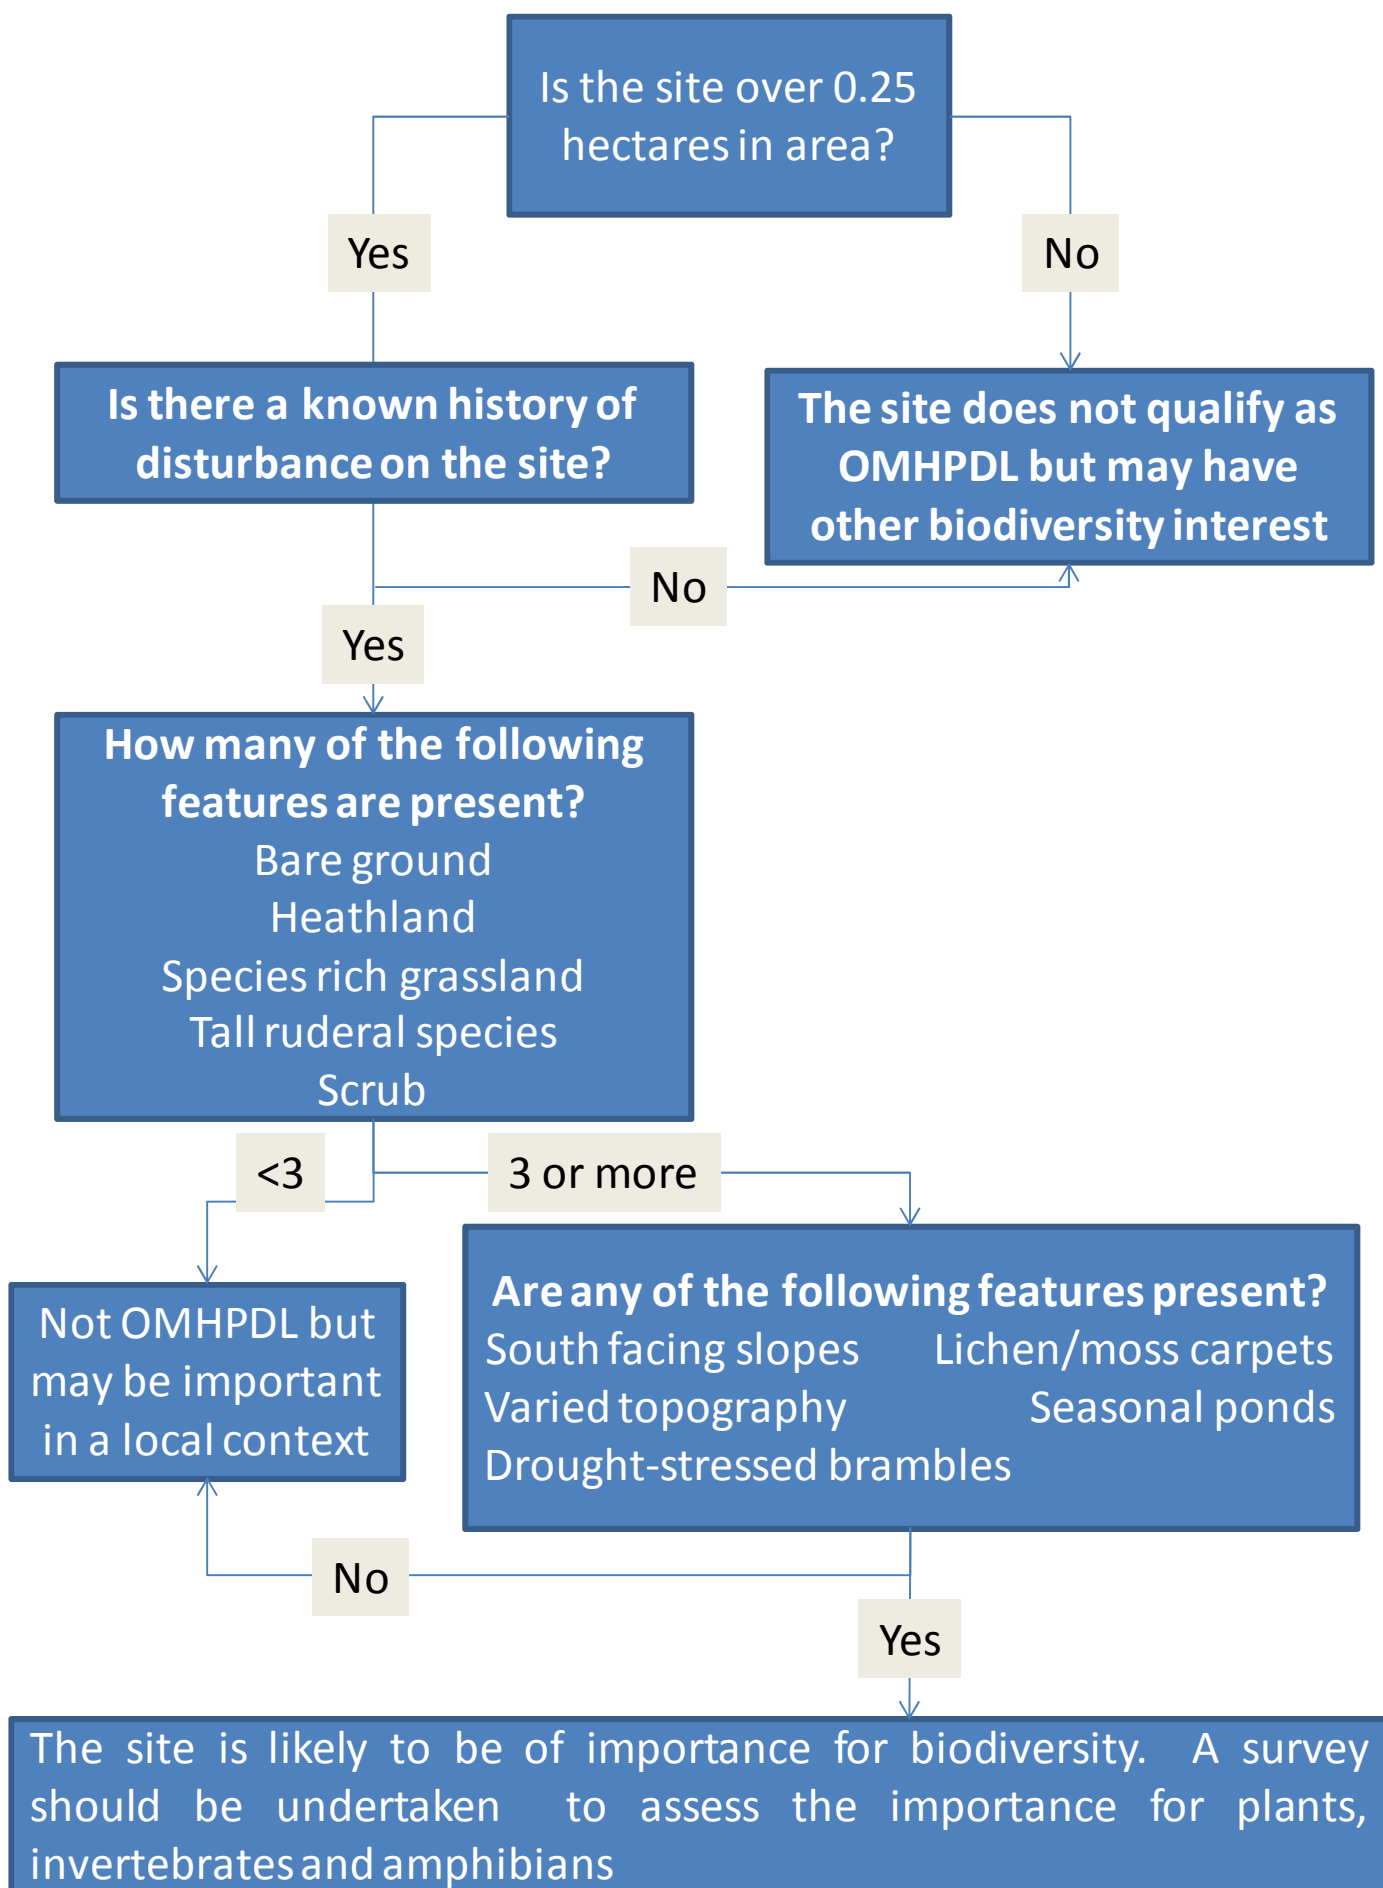 Is the site over 0.25
hectares in area?
Yes
No
Is there a known history of
disturbance on the site?
The site does not qualify as
OMHPDL but may have
other biodiversity interest
No
Yes
How many of the following
features are present?
Bare ground
Heathland
Species rich grassland
Tall ruderal species
Scrub
<3
3 or more
Not OMHPDL but
may be important
in a local context
Are any of the following features present?
South facing slopes Lichen/moss carpets
Varied topography Seasonal ponds
Drought-stressed brambles
No
Yes
The site is likely to be of importance for biodiversity. A survey
should be undertaken to assess the importance for plants,
invertebrates and amphibians